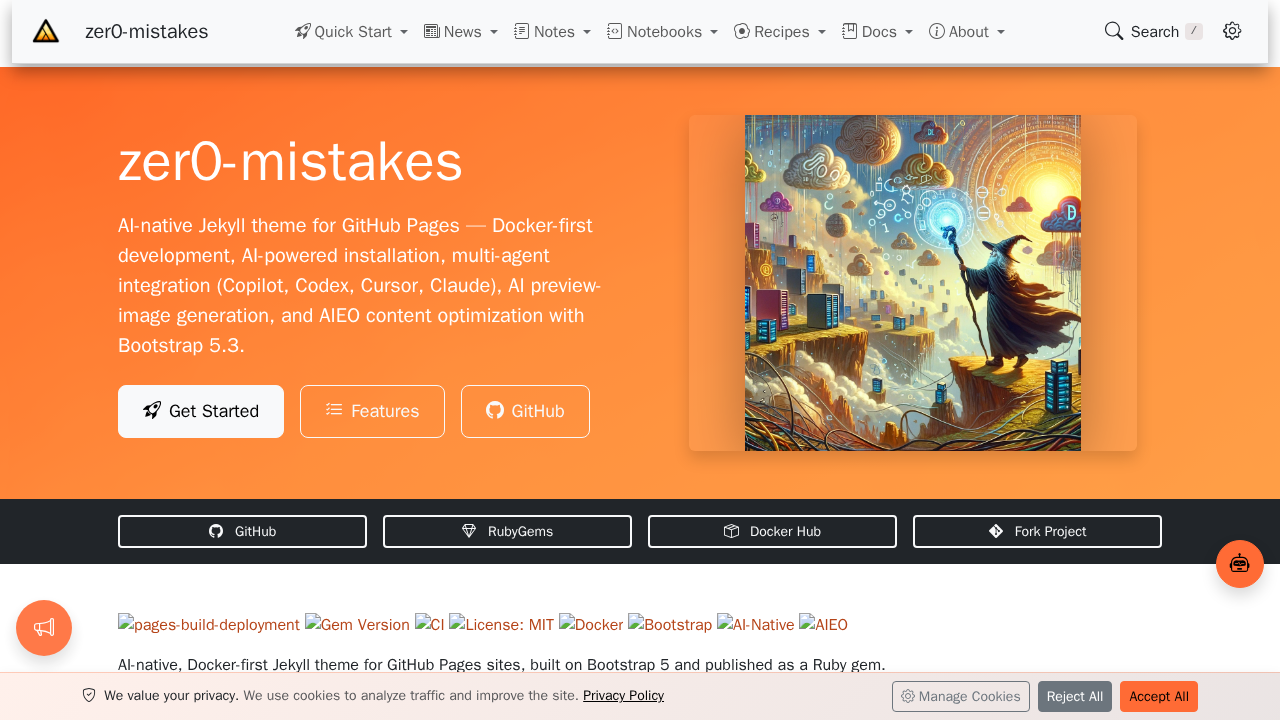 zer0-mistakes
Quick Start
News
Notes
Notebooks
Recipes
Docs
About
Search /
zer0-mistakes
AI-native Jekyll theme for GitHub Pages — Docker-first
development, AI-powered installation, multi-agent
integration (Copilot, Codex, Cursor, Claude), AI preview-
image generation, and AIEO content optimization with
Bootstrap 5.3.
Get Started
Features
GitHub
GitHub
RubyGems
Docker Hub
Fork Project
pages-build-deployment Gem Version CI License: MIT Docker Bootstrap AI-Native AIEO
AI-native, Docker-first Jekyll theme for GitHub Pages sites, built on Bootstrap 5 and published as a Ruby gem.
We value your privacy. We use cookies to analyze traffic and improve the site. Privacy Policy
Manage Cookies
Reject All
Accept All